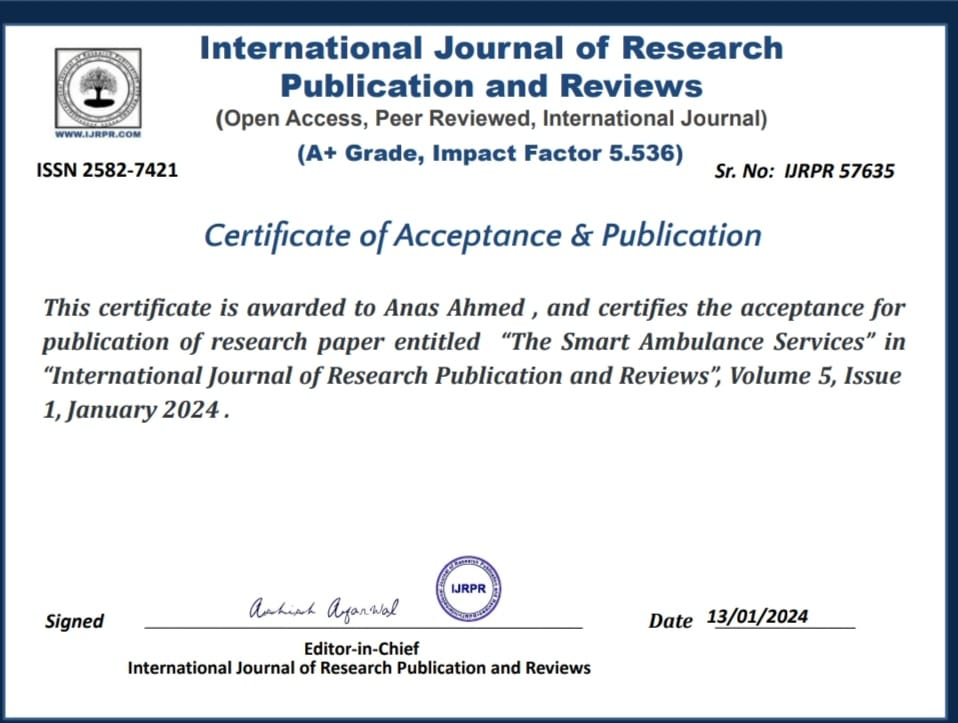 International Journal of Research
Publication and Reviews
(Open Access, Peer Reviewed, International Journal)
(A+ Grade, Impact Factor 5.536)
WWW.IJRPR.COM
ISSN 2582-7421
Sr. No: IJRPR 57635
Certificate of Acceptance & Publication
This certificate is awarded to Anas Ahmed , and certifies the acceptance for
publication of research paper entitled “The Smart Ambulance Services” in
“International Journal of Research Publication and Reviews”, Volume 5, Issue
1, January 2024 .
IJRPR
Signed
Date 13/01/2024
Editor-in-Chief
International Journal of Research Publication and Reviews